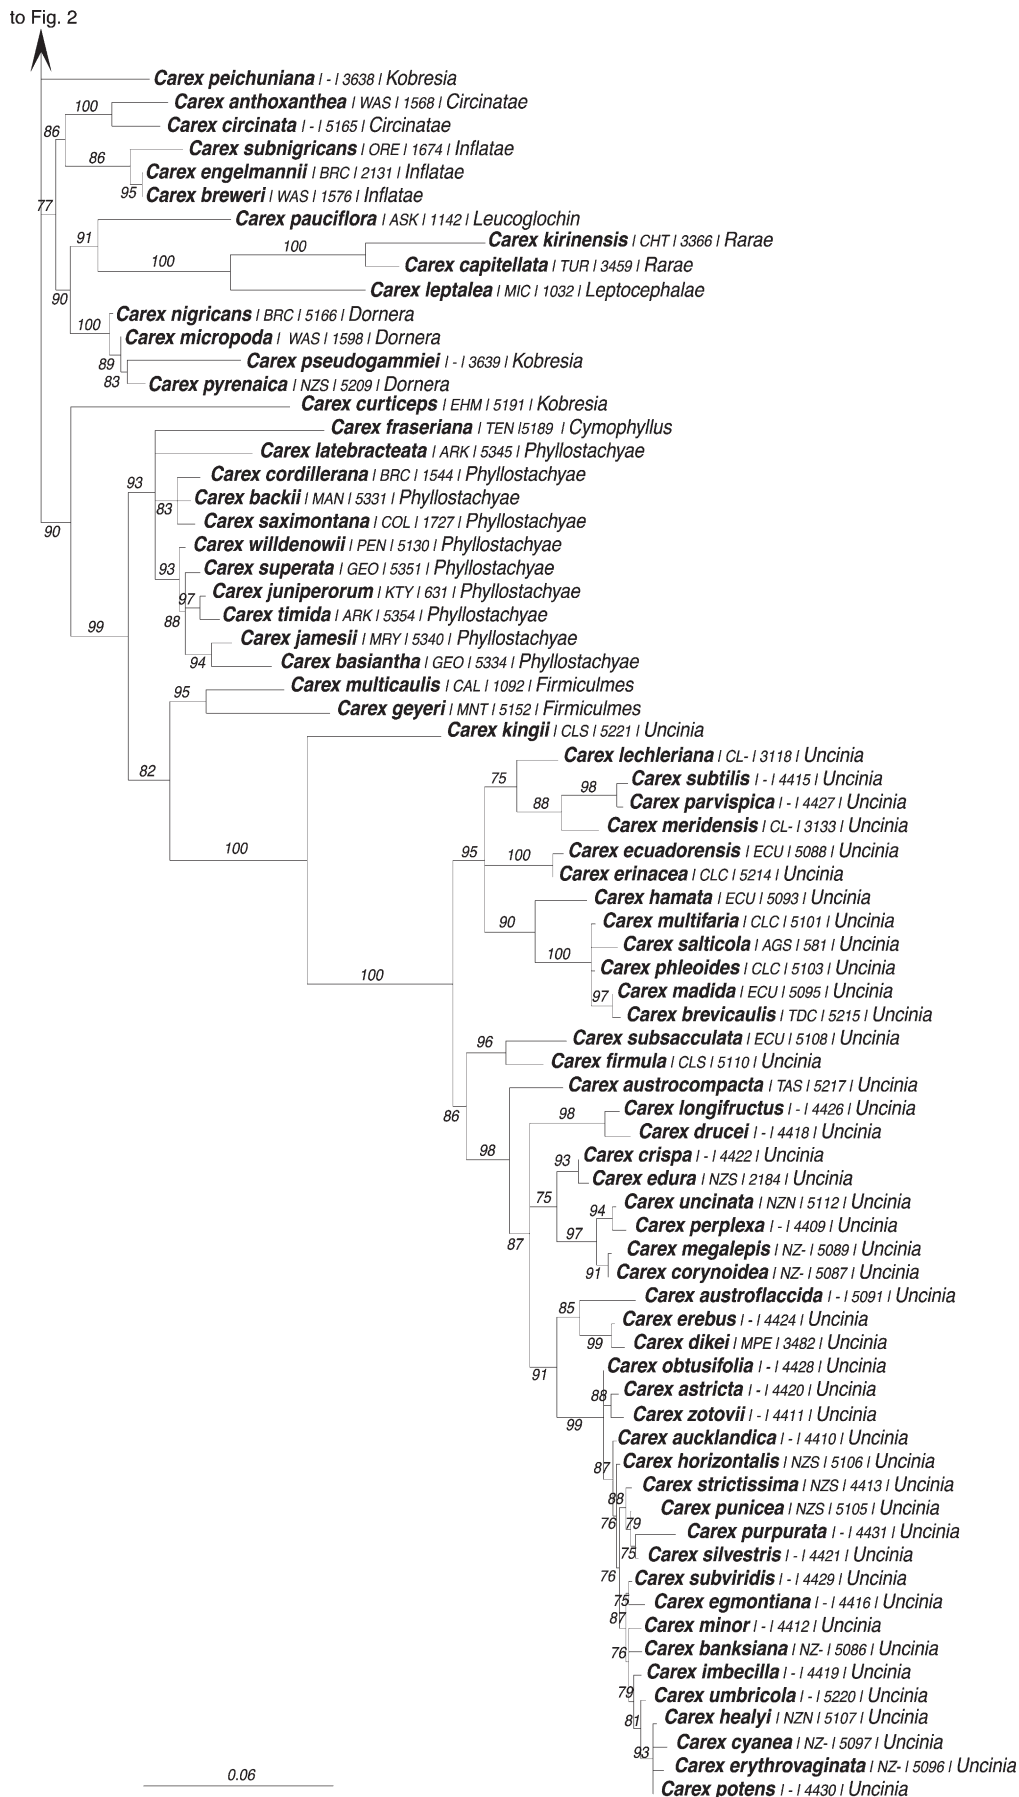 to Fig. 2
Carex peichuniana | - | 3638 | Kobresia
100 Carex anthoxanthea | WAS | 1568 | Circinatae
Carex circinata | - | 5165 | Circinatae
86
Carex subnigricans | ORE | 1674 | Inflatae
86
Carex engelmannii | BRC | 2131 | Inflatae
95 Carex breweri | WAS | 1576 | Inflatae
77
Carex pauciflora | ASK | 1142 | Leucoglochin
91
Carex kirinensis | CHT | 3366 | Rarae
100
Carex capitellata | TUR | 3459 | Rarae
100
Carex leptalea | MIC | 1032 | Leptocephalae
90
Carex nigricans | BRC | 5166 | Dornera
100
Carex micropoda | WAS | 1598 | Dornera
89 Carex pseudogammiei | - | 3639 | Kobresia
83 Carex pyrenaica | NZS | 5209 | Dornera
Carex curticeps | EHM | 5191 | Kobresia
Carex fraseriana | TEN |5189 | Cymophyllus
Carex latebracteata | ARK | 5345 | Phyllostachyae
Carex cordillerana | BRC | 1544 | Phyllostachyae
93
Carex backii | MAN | 5331 | Phyllostachyae
83
Carex saximontana | COL | 1727 | Phyllostachyae
90
Carex willdenowii | PEN | 5130 | Phyllostachyae
93 Carex superata | GEO | 5351 | Phyllostachyae
Carex juniperorum | KTY | 631 | Phyllostachyae
97
Carex timida | ARK | 5354 | Phyllostachyae
88
99
Carex jamesii | MRY | 5340 | Phyllostachyae
94 Carex basiantha | GEO | 5334 | Phyllostachyae
Carex multicaulis | CAL | 1092 | Firmiculmes
95
Carex geyeri | MNT | 5152 | Firmiculmes
Carex kingii | CLS | 5221 | Uncinia
Carex lechleriana | CL- | 3118 | Uncinia
82
75 Carex subtilis | - | 4415 | Uncinia
98
Carex parvispica | - | 4427 | Uncinia
88
Carex meridensis | CL- | 3133 | Uncinia
100
95
100 Carex ecuadorensis | ECU | 5088 | Uncinia
Carex erinacea | CLC | 5214 | Uncinia
Carex hamata | ECU | 5093 | Uncinia
90 Carex multifaria | CLC | 5101 | Uncinia
Carex salticola | AGS | 581 | Uncinia
100
Carex phleoides | CLC | 5103 | Uncinia
100
Carex madida | ECU | 5095 | Uncinia
97
Carex brevicaulis | TDC | 5215 | Uncinia
96 Carex subsacculata | ECU | 5108 | Uncinia
Carex firmula | CLS | 5110 | Uncinia
Carex austrocompacta | TAS | 5217 | Uncinia
86
98 Carex longifructus | - | 4426 | Uncinia
Carex drucei | - | 4418 | Uncinia
98
93 Carex crispa | - | 4422 | Uncinia
Carex edura | NZS | 2184 | Uncinia
75
Carex uncinata | NZN | 5112 | Uncinia
94
Carex perplexa | - | 4409 | Uncinia
97
87
Carex megalepis | NZ- | 5089 | Uncinia
91 Carex corynoidea | NZ- | 5087 | Uncinia
Carex austroflaccida | - | 5091 | Uncinia
85
Carex erebus | - | 4424 | Uncinia
99 Carex dikei | MPE | 3482 | Uncinia
91
Carex obtusifolia | - | 4428 | Uncinia
88 Carex astricta | - | 4420 | Uncinia
Carex zotovii | - | 4411 | Uncinia
99
Carex aucklandica | - | 4410 | Uncinia
Carex horizontalis | NZS | 5106 | Uncinia
87
Carex strictissima | NZS | 4413 | Uncinia
88
Carex punicea | NZS | 5105 | Uncinia
76 79
Carex purpurata | - | 4431 | Uncinia
75 Carex silvestris | - | 4421 | Uncinia
76
Carex subviridis | - | 4429 | Uncinia
75 Carex egmontiana | - | 4416 | Uncinia
87
Carex minor | - | 4412 | Uncinia
76 Carex banksiana | NZ- | 5086 | Uncinia
Carex imbecilla | - | 4419 | Uncinia
79 Carex umbricola | - | 5220 | Uncinia
81 Carex healyi | NZN | 5107 | Uncinia
Carex cyanea | NZ- | 5097 | Uncinia
93
Carex erythrovaginata | NZ- | 5096 | Uncinia
0.06
Carex potens | - | 4430 | Uncinia